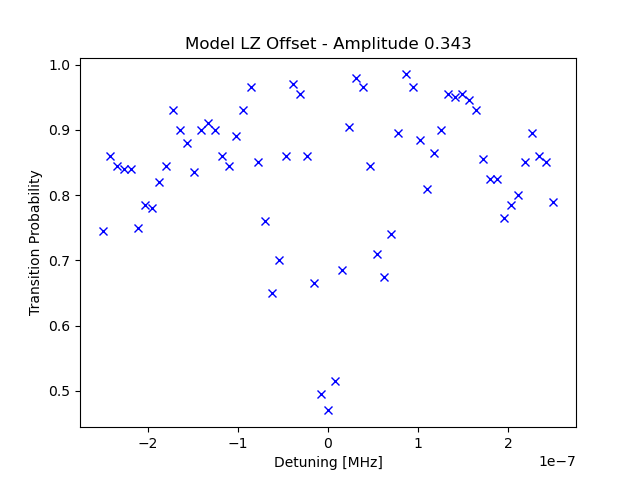 Model LZ Offset - Amplitude 0.343
Transition Probability
1.0
0.9
0.8
0.7
0.6
0.5
−2
−1
0
1
2
1e−7
Detuning [MHz]